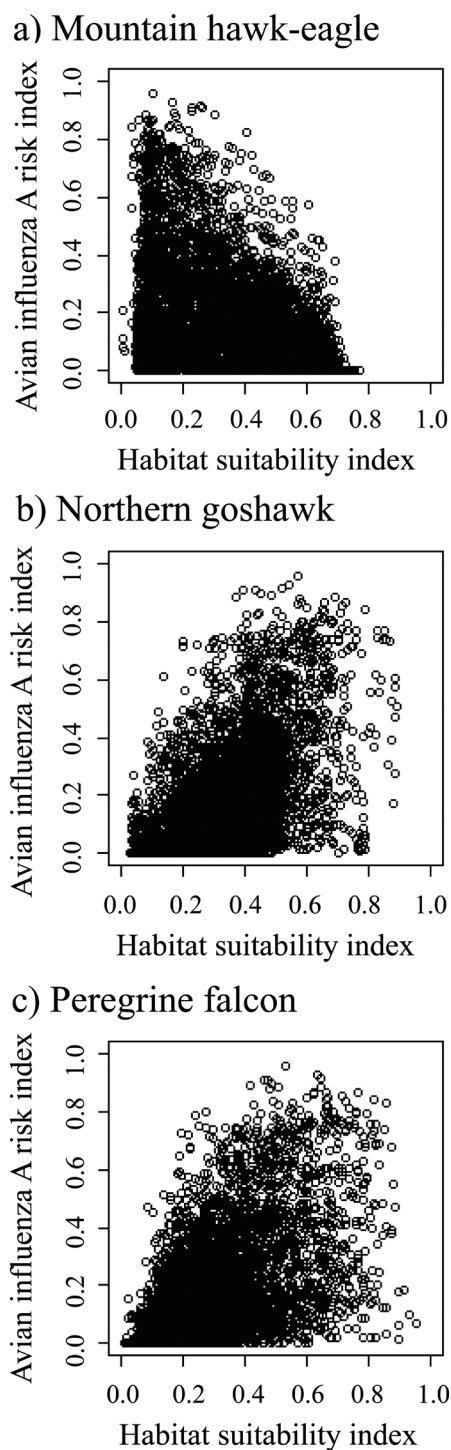 a) Mountain hawk-eagle
Avian influenza A risk index
1.0
0.8
0.6
0.4
0.2
0.0
0.0 0.2 0.4 0.6 0.8 1.0
Habitat suitability index
b) Northern goshawk
Avian influenza A risk index
1.0
0.8
0.6
0.4
0.2
0.0
0.0 0.2 0.4 0.6 0.8 1.0
Habitat suitability index
c) Peregrine falcon
Avian influenza A risk index
1.0
0.8
0.6
0.4
0.2
0.0
0.0 0.2 0.4 0.6 0.8 1.0
Habitat suitability index